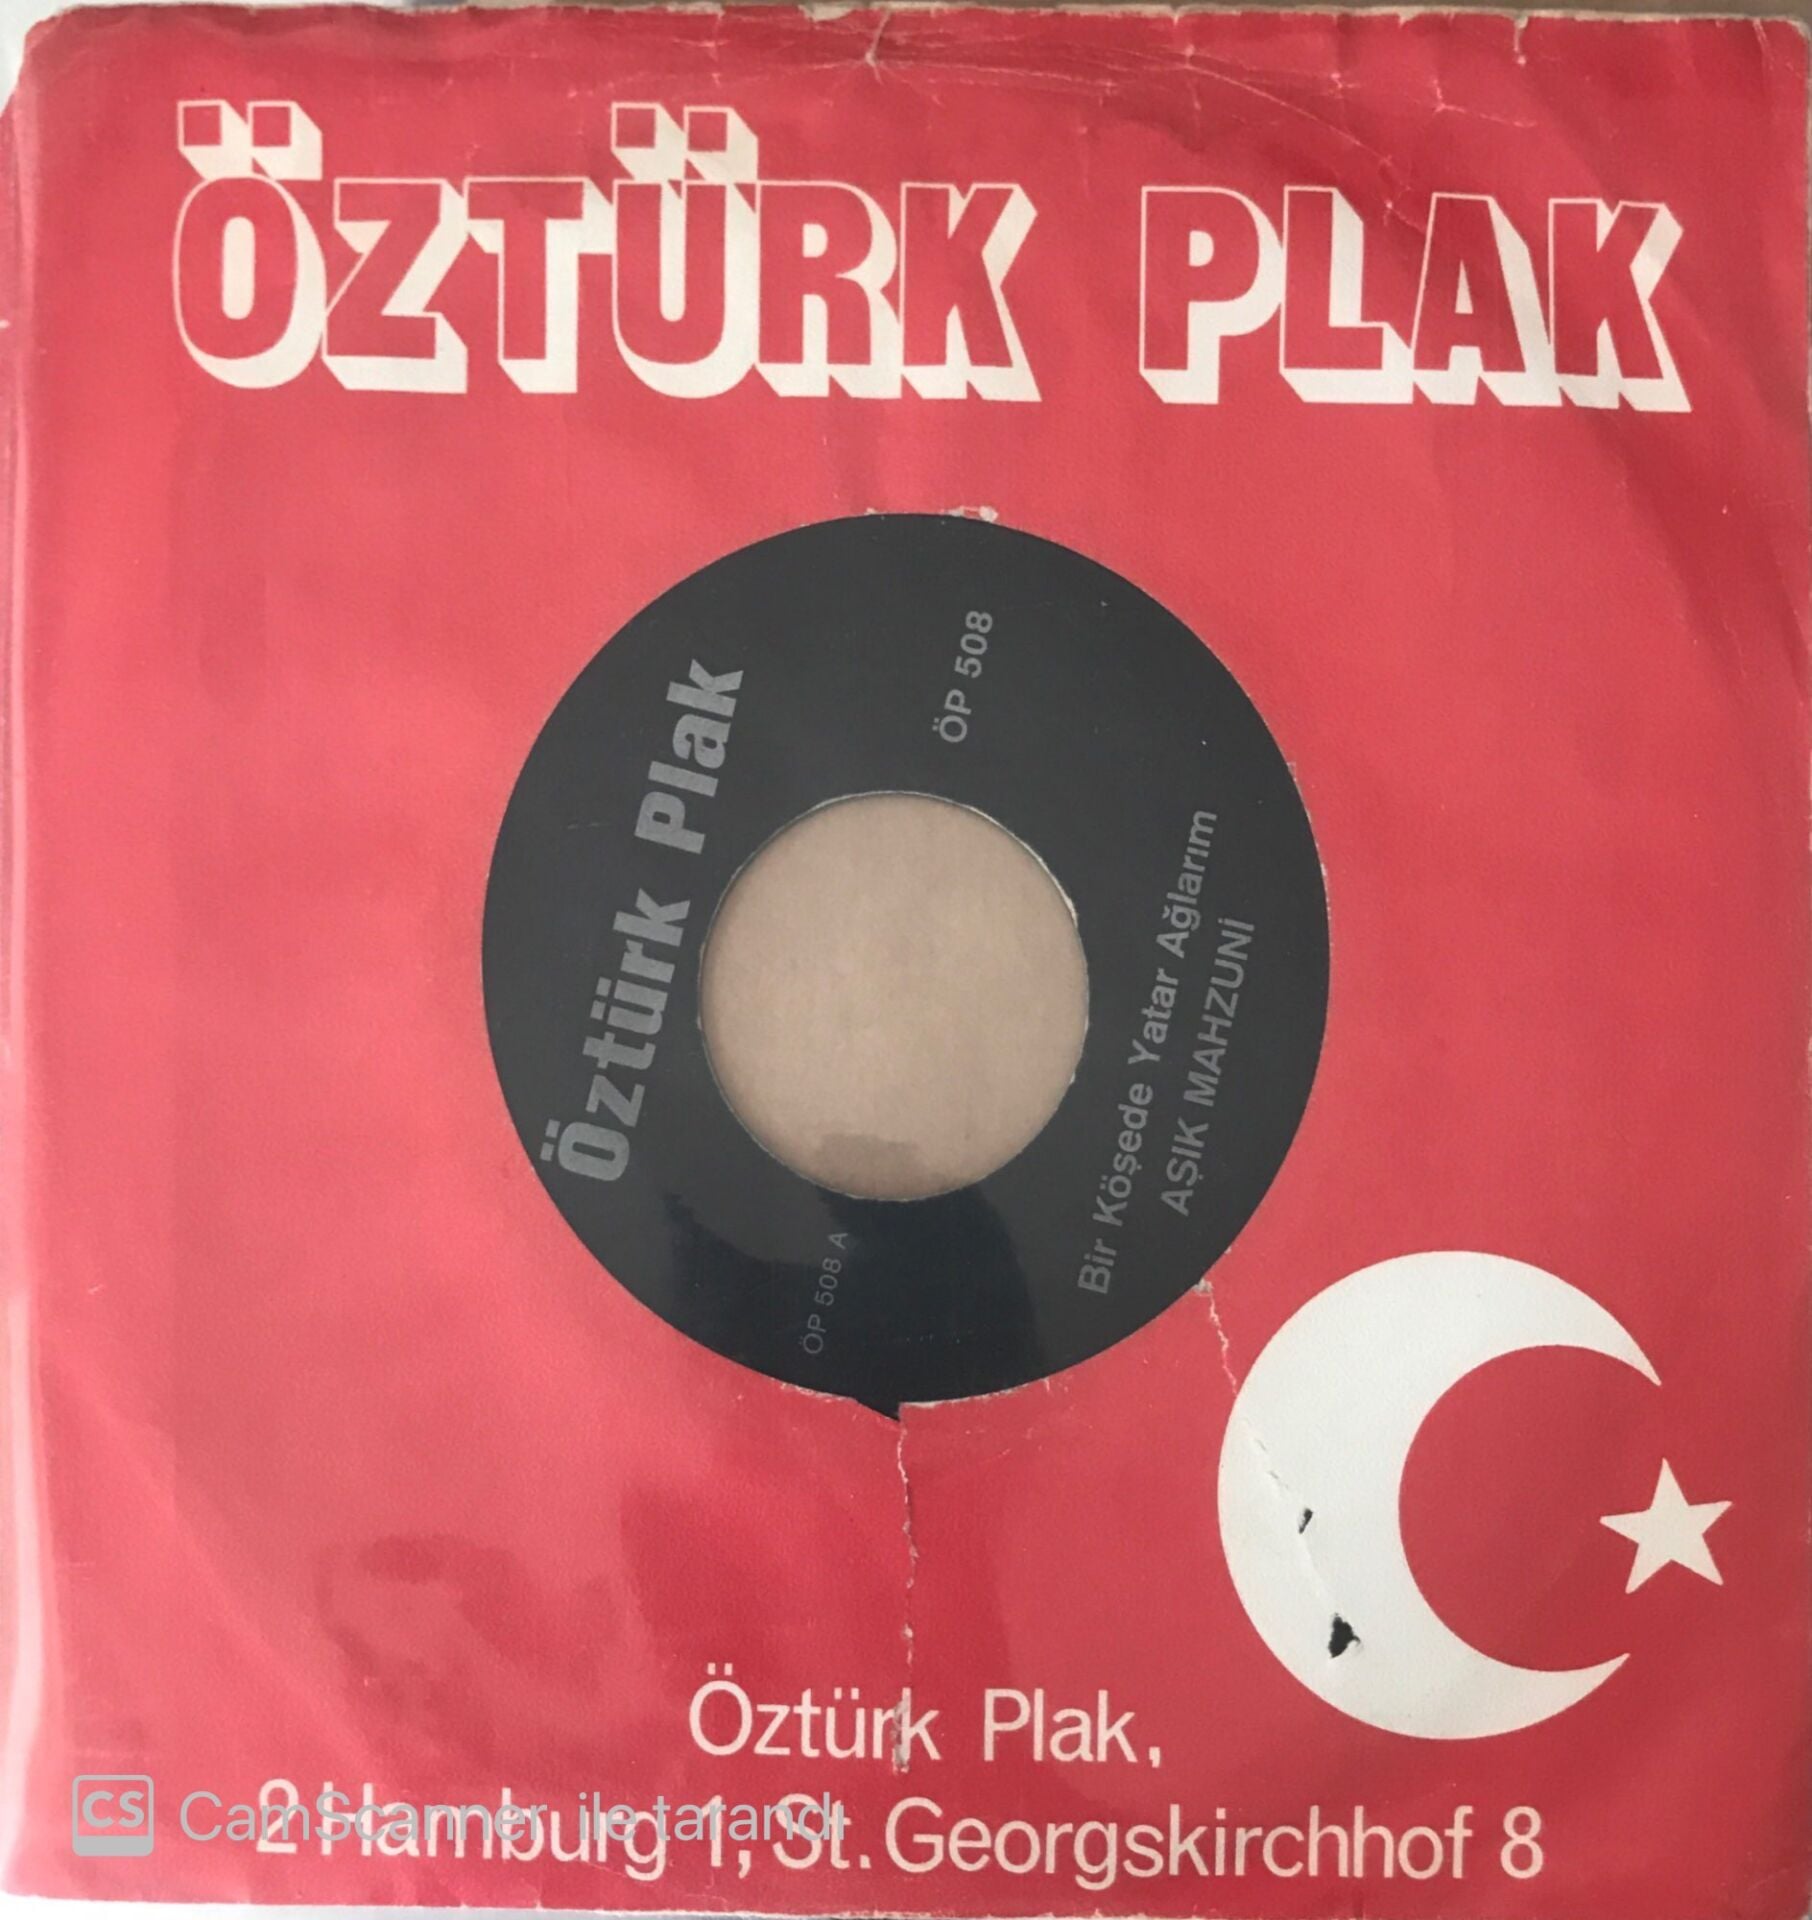 ÖZTÜRK PLAK
Öztürk Plak
ÖP 508
ÖP 508 A
Bir Köşede Yatar Ağlarım
AŞIK MAHZUNİ
Öztürk Plak,
2 Hamburg 1, St. Georgskirchhof 8
CS CamScanner ile tarandı